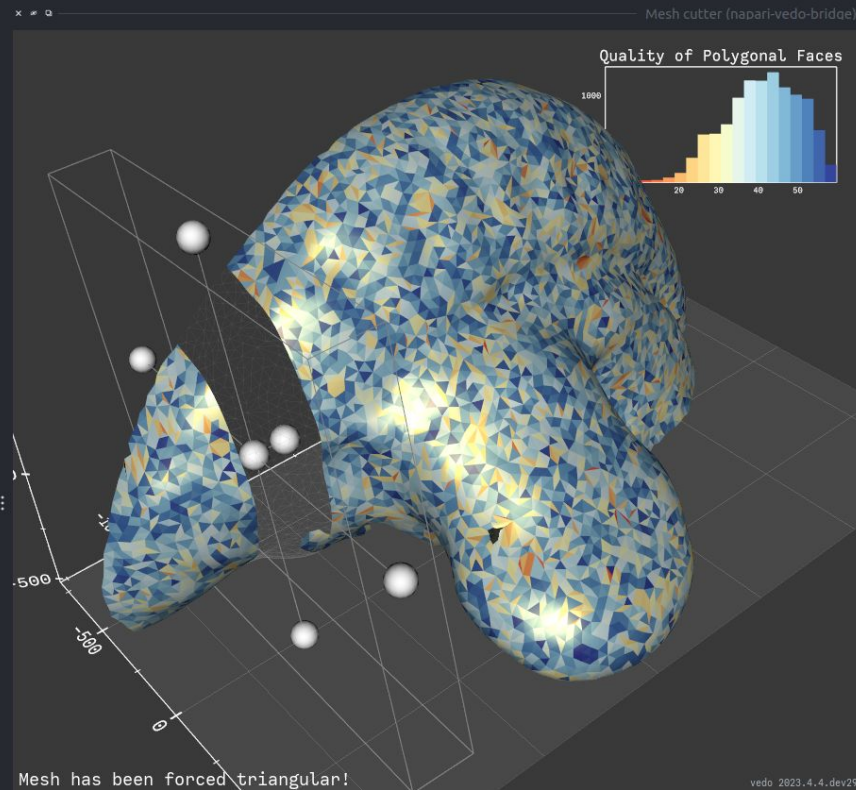 Mesh cutter (napari-vedo-bridge)
Quality of Polygonal Faces
1000
20 30 40 50
-500
-500
0
Mesh has been forced triangular!
vedo 2023.4.4.dev29